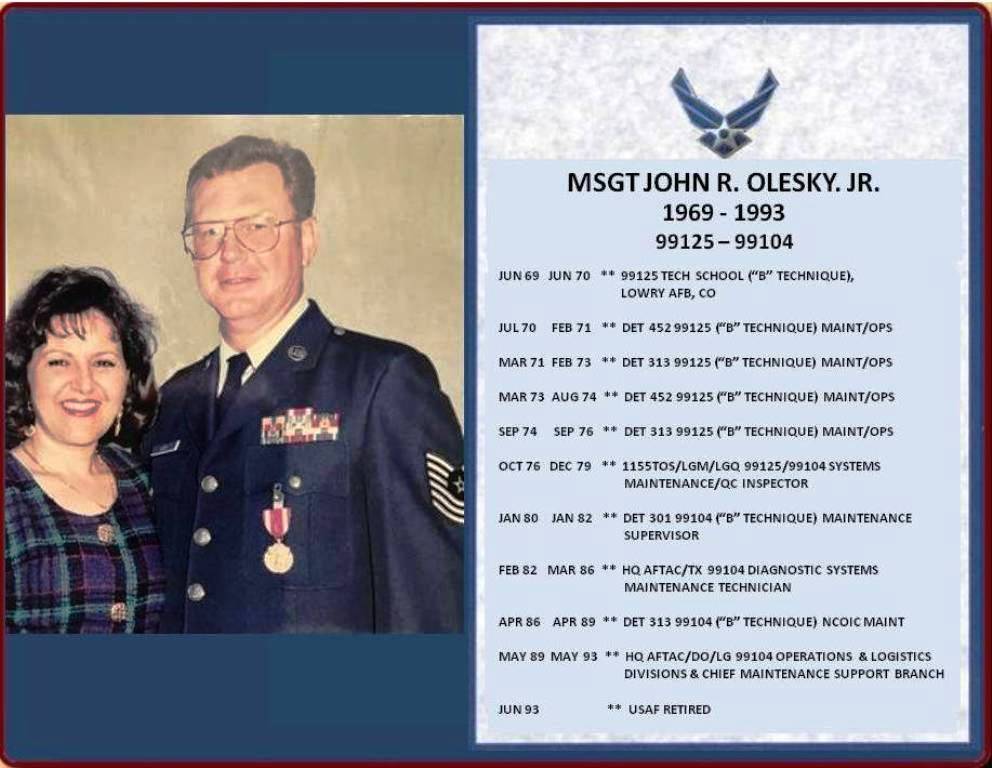 MSGT JOHN R. OLESKY. JR.
1969 - 1993
99125 – 99104
JUN 69 JUN 70 ** 99125 TECH SCHOOL (“B” TECHNIQUE),
LOWRY AFB, CO
JUL 70 FEB 71 ** DET 452 99125 (“B” TECHNIQUE) MAINT/OPS
MAR 71 FEB 73 ** DET 313 99125 (“B” TECHNIQUE) MAINT/OPS
MAR 73 AUG 74 ** DET 452 99125 (“B” TECHNIQUE) MAINT/OPS
SEP 74 SEP 76 ** DET 313 99125 (“B” TECHNIQUE) MAINT/OPS
OCT 76 DEC 79 ** 1155TOS/LGM/LGQ 99125/99104 SYSTEMS
MAINTENANCE/QC INSPECTOR
JAN 80 JAN 82 ** DET 301 99104 (“B” TECHNIQUE) MAINTENANCE
SUPERVISOR
FEB 82 MAR 86 ** HQ AFTAC/TX 99104 DIAGNOSTIC SYSTEMS
MAINTENANCE TECHNICIAN
APR 86 APR 89 ** DET 313 99104 (“B” TECHNIQUE) NCOIC MAINT
MAY 89 MAY 93 ** HQ AFTAC/DO/LG 99104 OPERATIONS & LOGISTICS
DIVISIONS & CHIEF MAINTENANCE SUPPORT BRANCH
JUN 93 ** USAF RETIRED